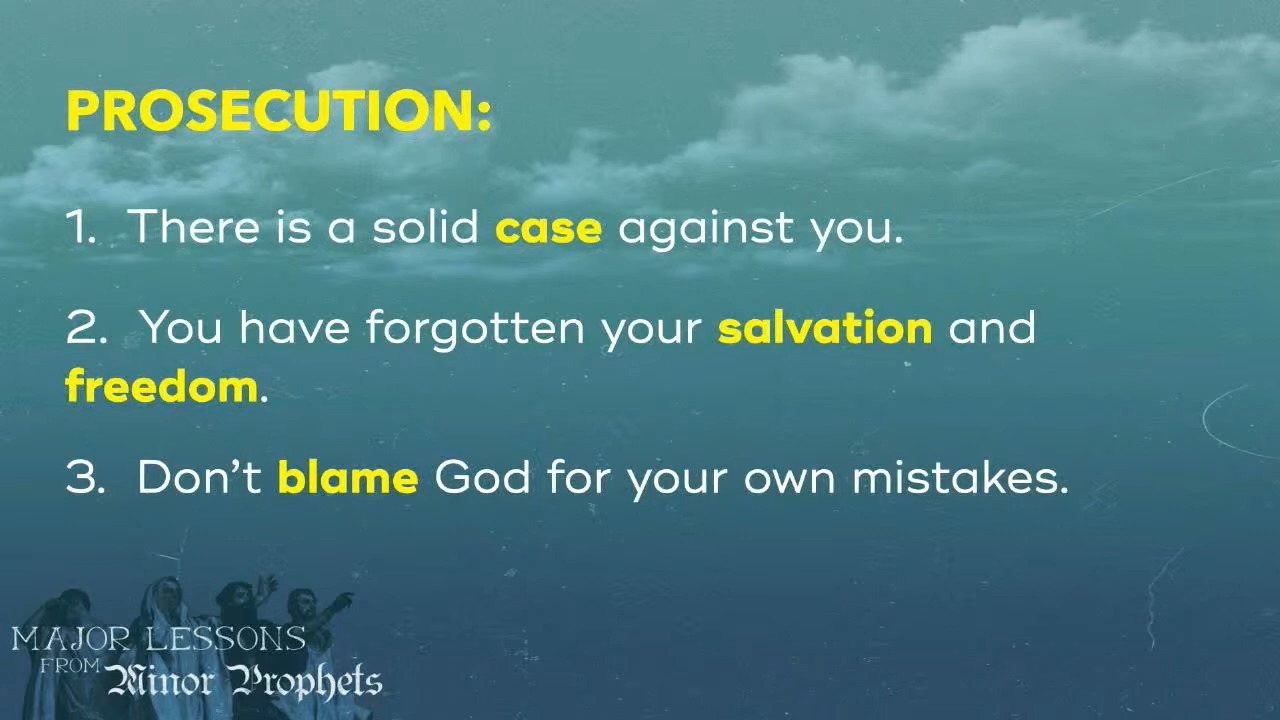 PROSECUTION:
1. There is a solid case against you.
2. You have forgotten your salvation and
freedom.
3. Don’t blame God for your own mistakes.
MAJOR LESSONS
FROM Minor Prophets